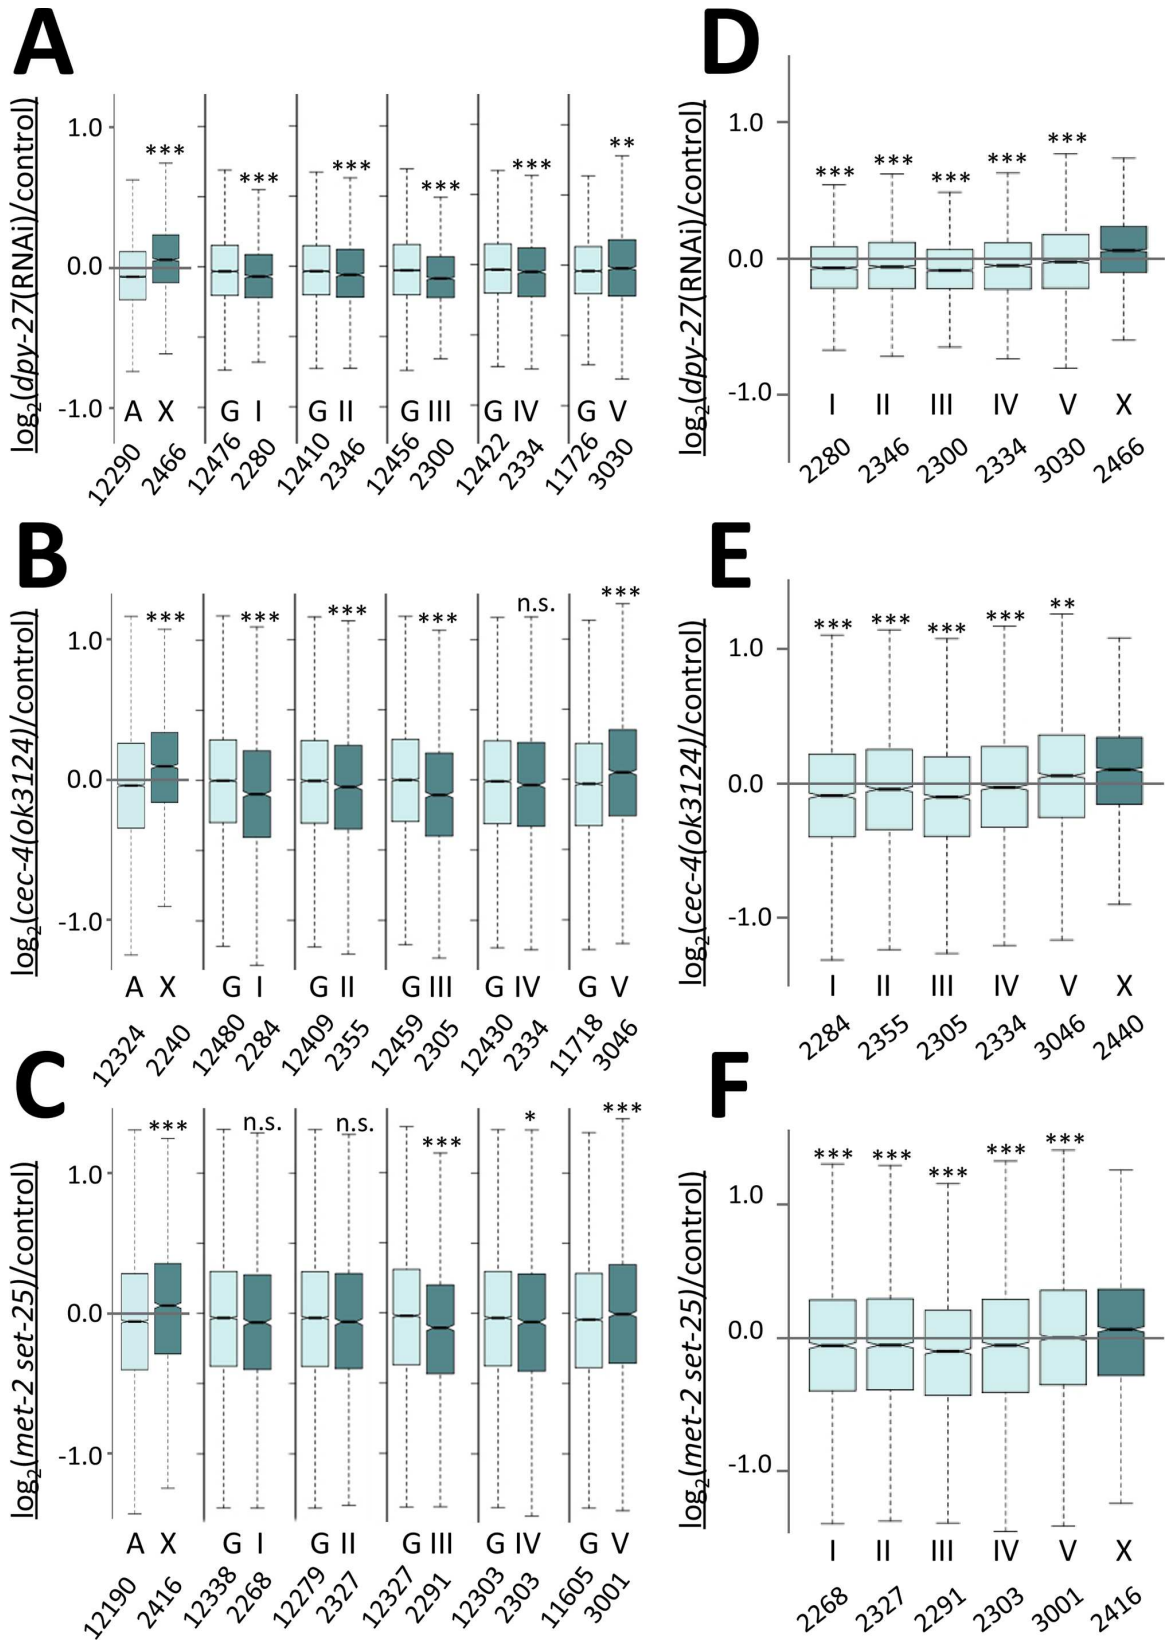 A
log2(dpy-27(RNAi)/control)
1.0
0.0
-1.0
*** *** *** *** *** **
A X G I G II G III G IV G V
12290 2466 12476 2280 12410 2346 12456 2300 12422 2334 11726 3030
D
log2(dpy-27(RNAi)/control)
1.0
0.0
-1.0
*** *** *** *** ***
I II III IV V X
2280 2346 2300 2334 3030 2466
B
log2(cec-4(ok3124)/control)
1.0
0.0
-1.0
*** *** *** *** n.s. ***
A X G I G II G III G IV G V
12324 2240 12480 2284 12409 2355 12459 2305 12430 2334 11718 3046
E
log2(cec-4(ok3124)/control)
1.0
0.0
-1.0
*** *** *** *** **
I II III IV V X
2284 2355 2305 2334 3046 2440
C
log2(met-2 set-25)/control)
1.0
0.0
-1.0
*** n.s. n.s. *** * ***
A X G I G II G III G IV G V
12190 2416 12338 2268 12279 2327 12327 2291 12303 2303 11605 3001
F
log2(met-2 set-25)/control)
1.0
0.0
-1.0
*** *** *** *** ***
I II III IV V X
2268 2327 2291 2303 3001 2416